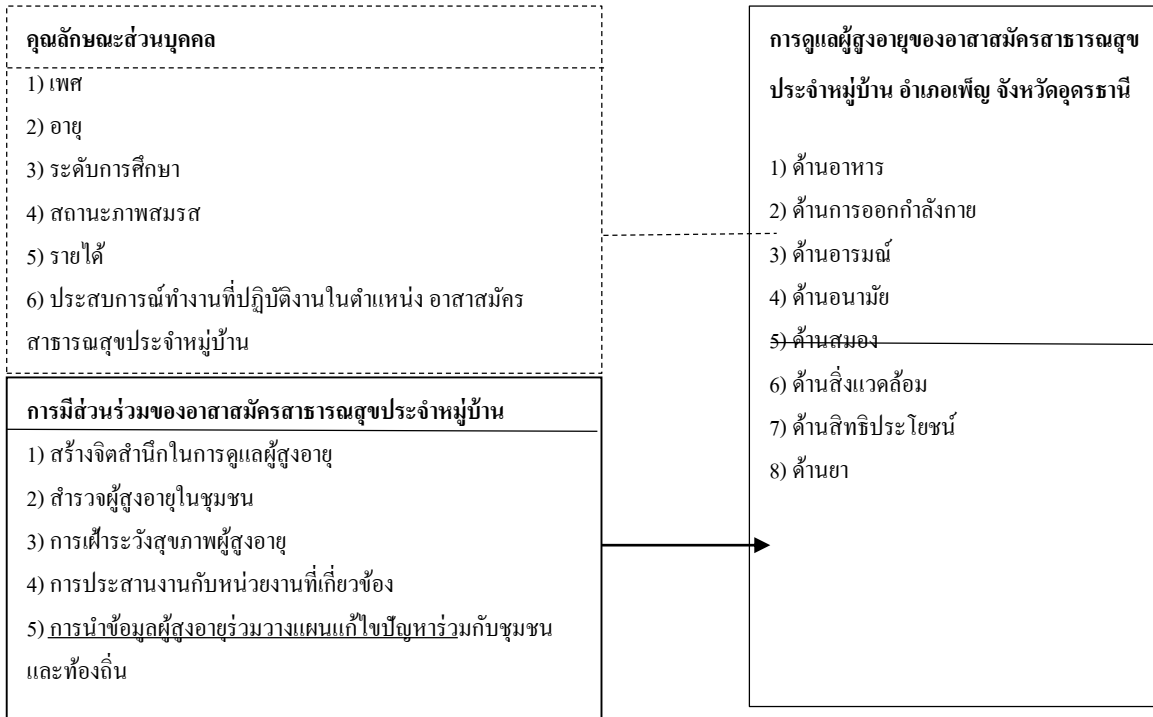 คุณลักษณะส่วนบุคคล
1) เพศ
2) อายุ
3) ระดับการศึกษา
4) สถานะภาพสมรส
5) รายได้
6) ประสบการณ์ทำงานที่ปฏิบัติงานในตำแหน่ง อาสาสมัคร
สาธารณสุขประจำหมู่บ้าน
การมีส่วนร่วมของอาสาสมัครสาธารณสุขประจำหมู่บ้าน
1) สร้างจิตสำนึกในการดูแลผู้สูงอายุ
2) สำรวจผู้สูงอายุในชุมชน
3) การเฝ้าระวังสุขภาพผู้สูงอายุ
4) การประสานงานกับหน่วยงานที่เกี่ยวข้อง
5) การนำข้อมูลผู้สูงอายุร่วมวางแผนแก้ไขปัญหาร่วมกับชุมชน
และท้องถิ่น
การดูแลผู้สูงอายุของอาสาสมัครสาธารณสุข
ประจำหมู่บ้าน อำเภอเพ็ญ จังหวัดอุดรธานี
1) ด้านอาหาร
2) ด้านการออกกำลังกาย
3) ด้านอารมณ์
4) ด้านอนามัย
5) ด้านสมอง
6) ด้านสิ่งแวดล้อม
7) ด้านสิทธิประโยชน์
8) ด้านยา